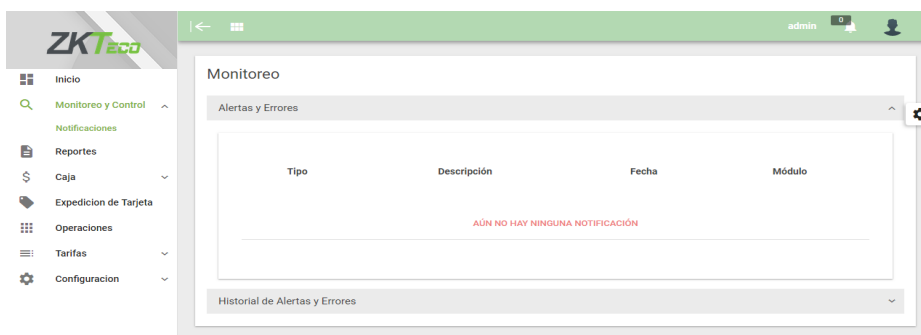 ZKTeco
admin 0
Inicio
Monitoreo y Control
Notificaciones
Reportes
Caja
Expedicion de Tarjeta
Operaciones
Tarifas
Configuracion
Monitoreo
Alertas y Errores
Tipo Descripción Fecha Módulo
AÚN NO HAY NINGUNA NOTIFICACIÓN
Historial de Alertas y Errores